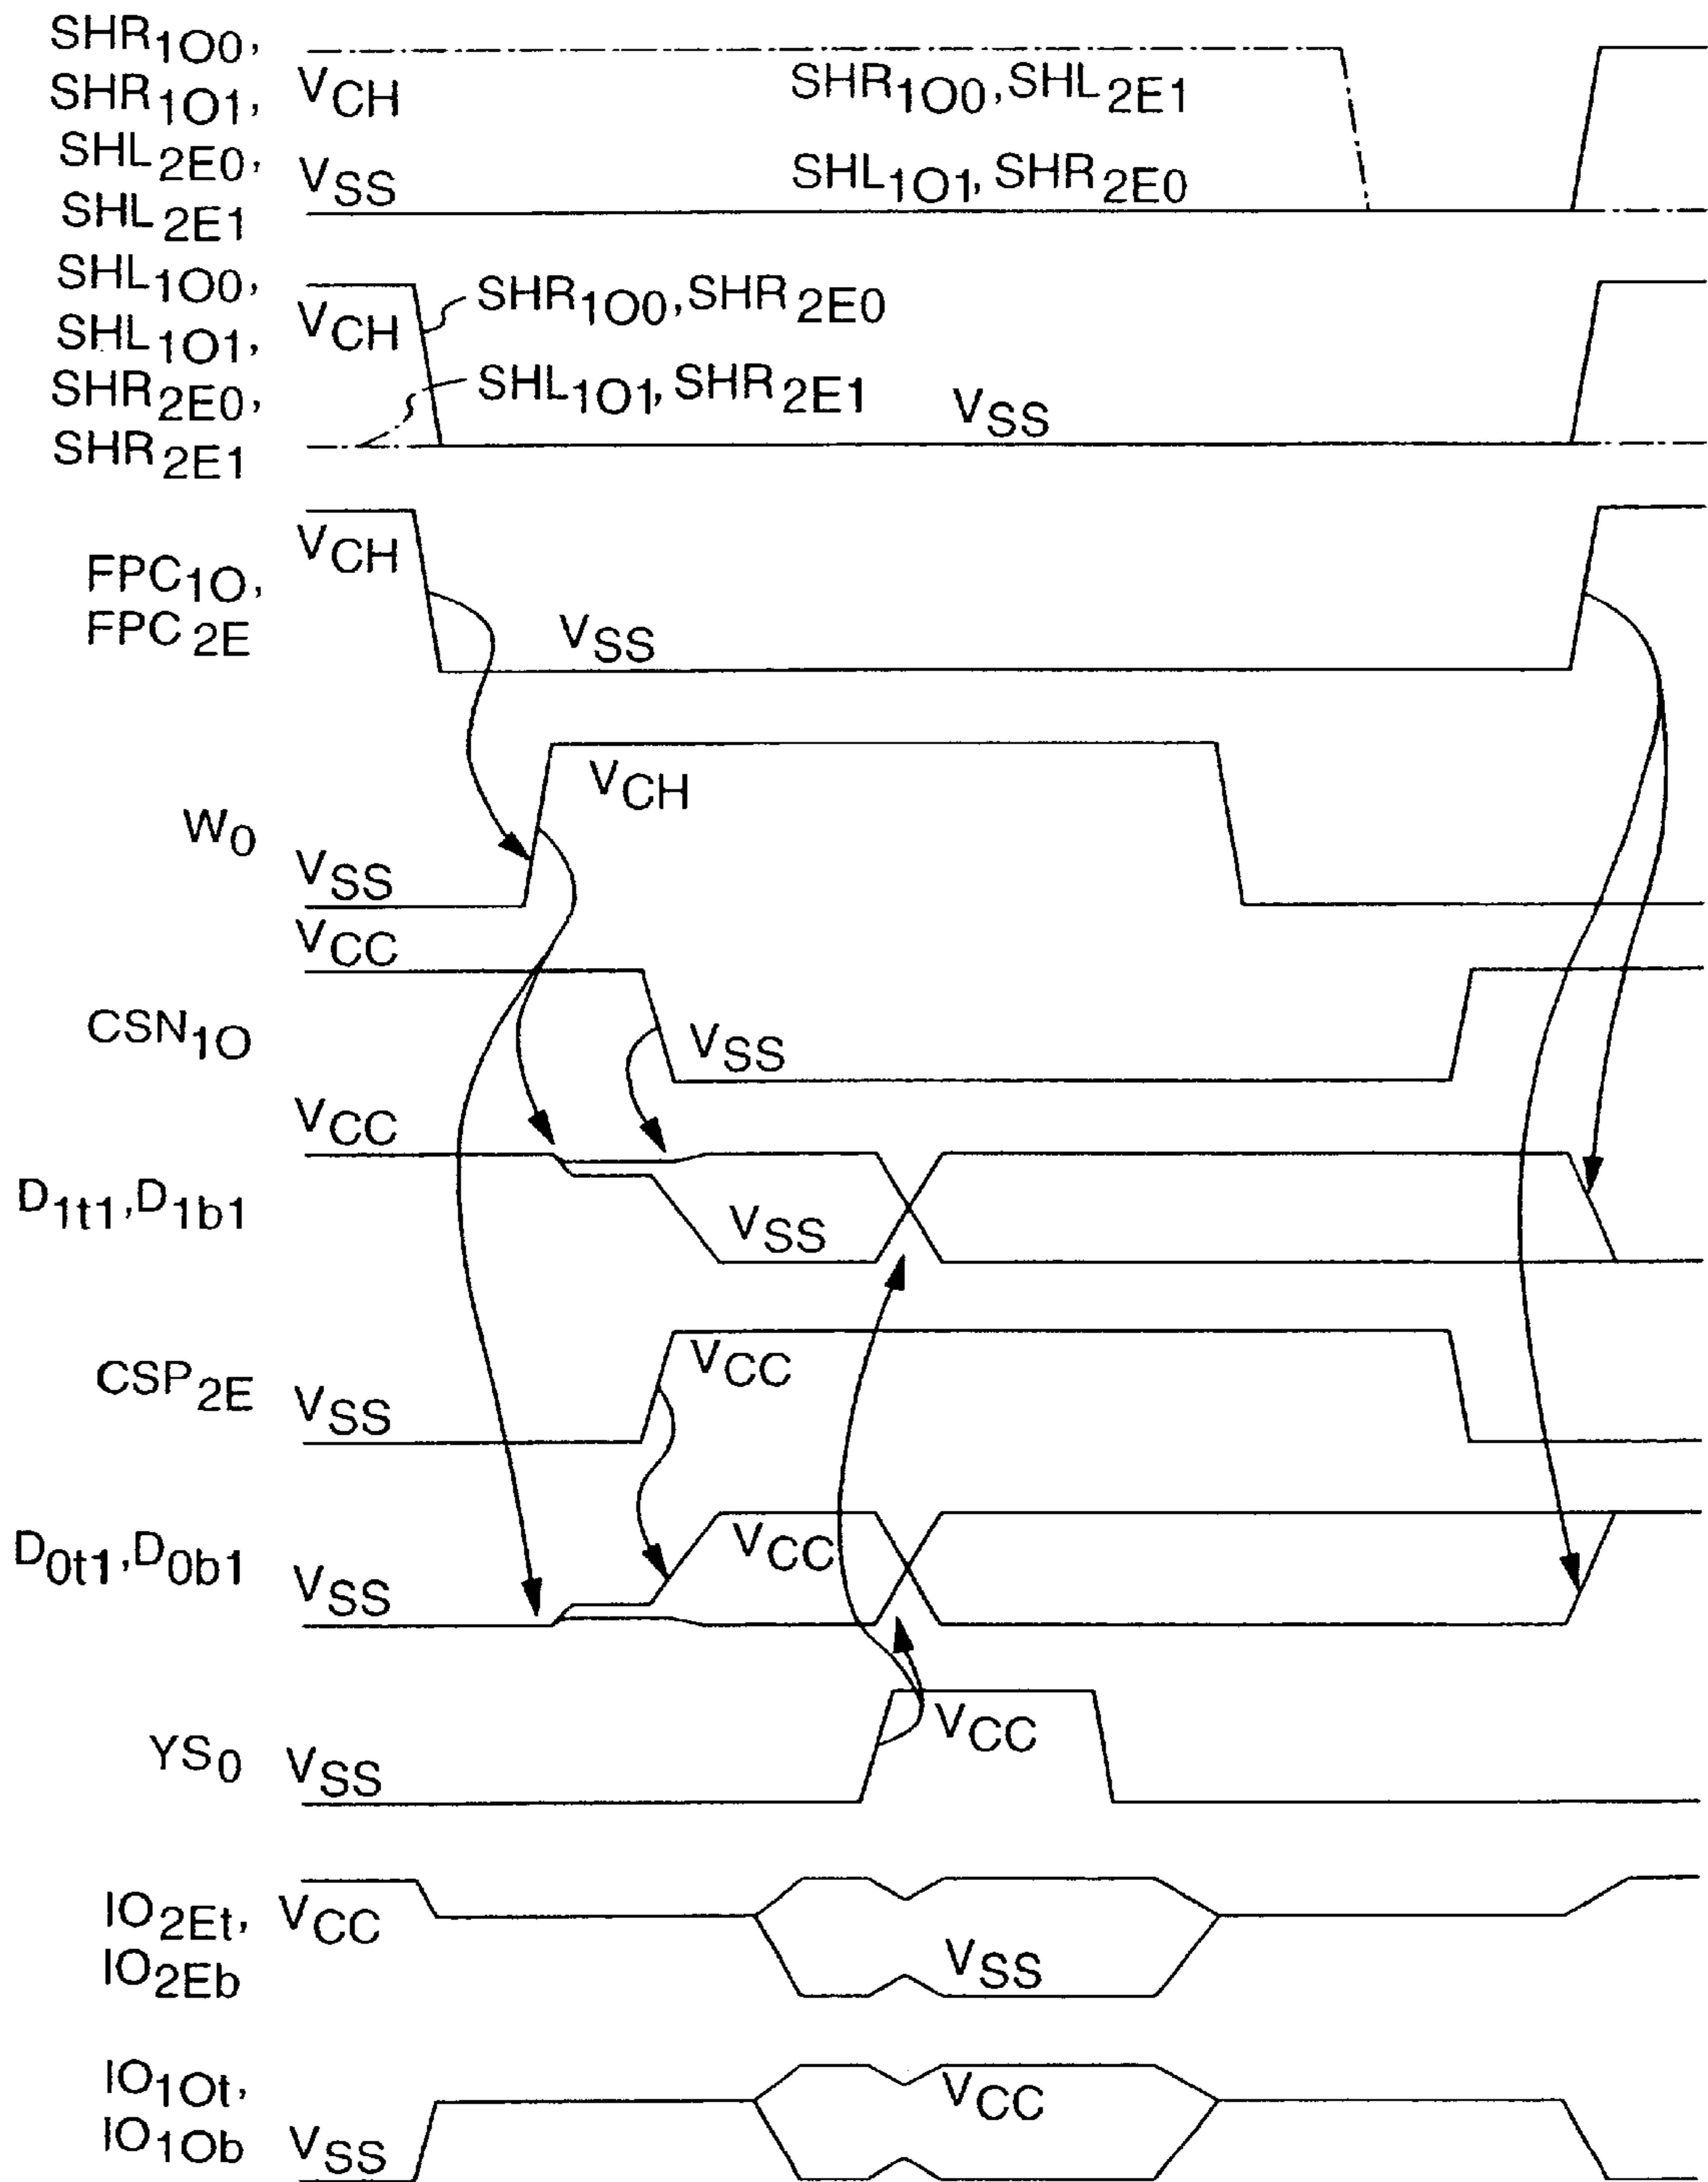 SHR1O0,
SHR1O1,
SHL2E0,
SHL2E1
VCH
VSS
SHR1O0,SHL2E1
SHL1O1,SHR2E0
SHL1O0,
SHL1O1,
SHR2E0,
SHR2E1
VCH
SHR1O0,SHR2E0
SHL1O1,SHR2E1
VSS
FPC1O,
FPC2E
VCH
VSS
W0
VSS
VCH
CSN1O
VCC
VSS
D1t1,D1b1
VCC
VSS
CSP2E
VSS
VCC
D0t1,D0b1
VSS
VCC
YS0
VSS
VCC
IO2Et,
IO2Eb
VCC
VSS
IO1Ot,
IO1Ob
VSS
VCC